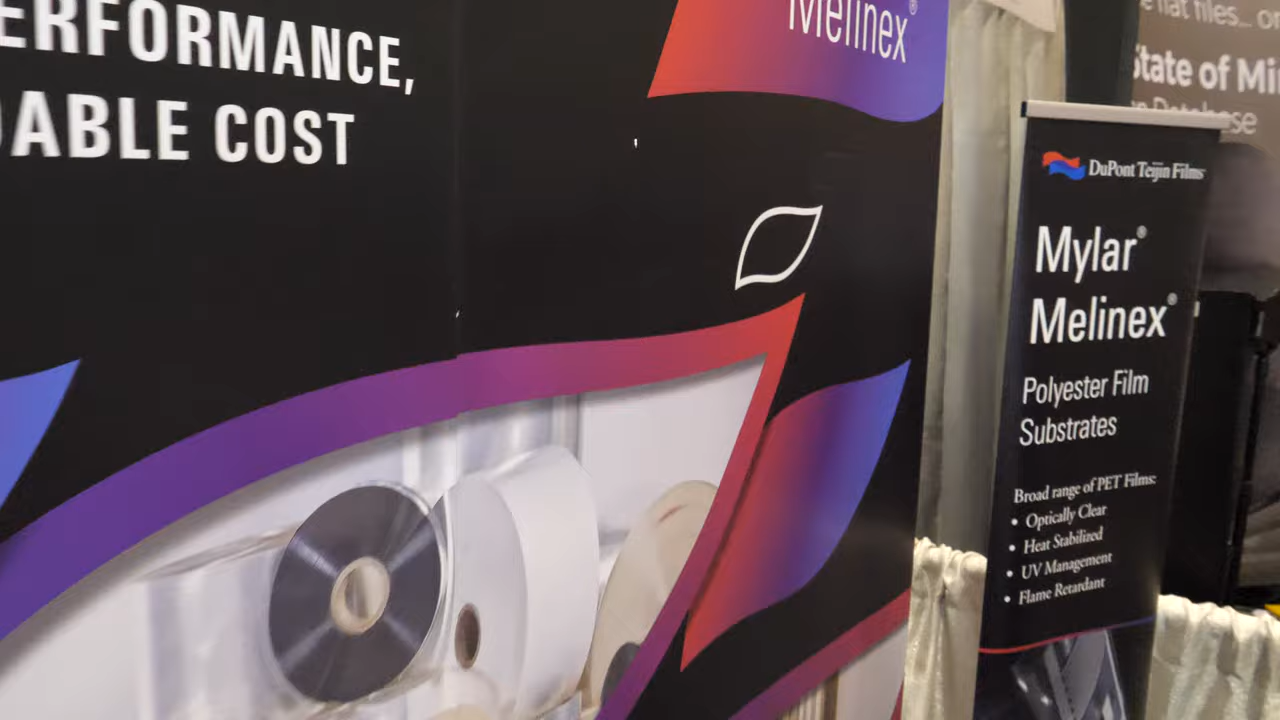 ERFORMANCE,
ABLE COST
Melinex®
State of Mi
DuPont Teijin Films
Mylar®
Melinex®
Polyester Film
Substrates
Broad range of PET Films:
• Optically Clear
• Heat Stabilized
• UV Management
• Flame Retardant